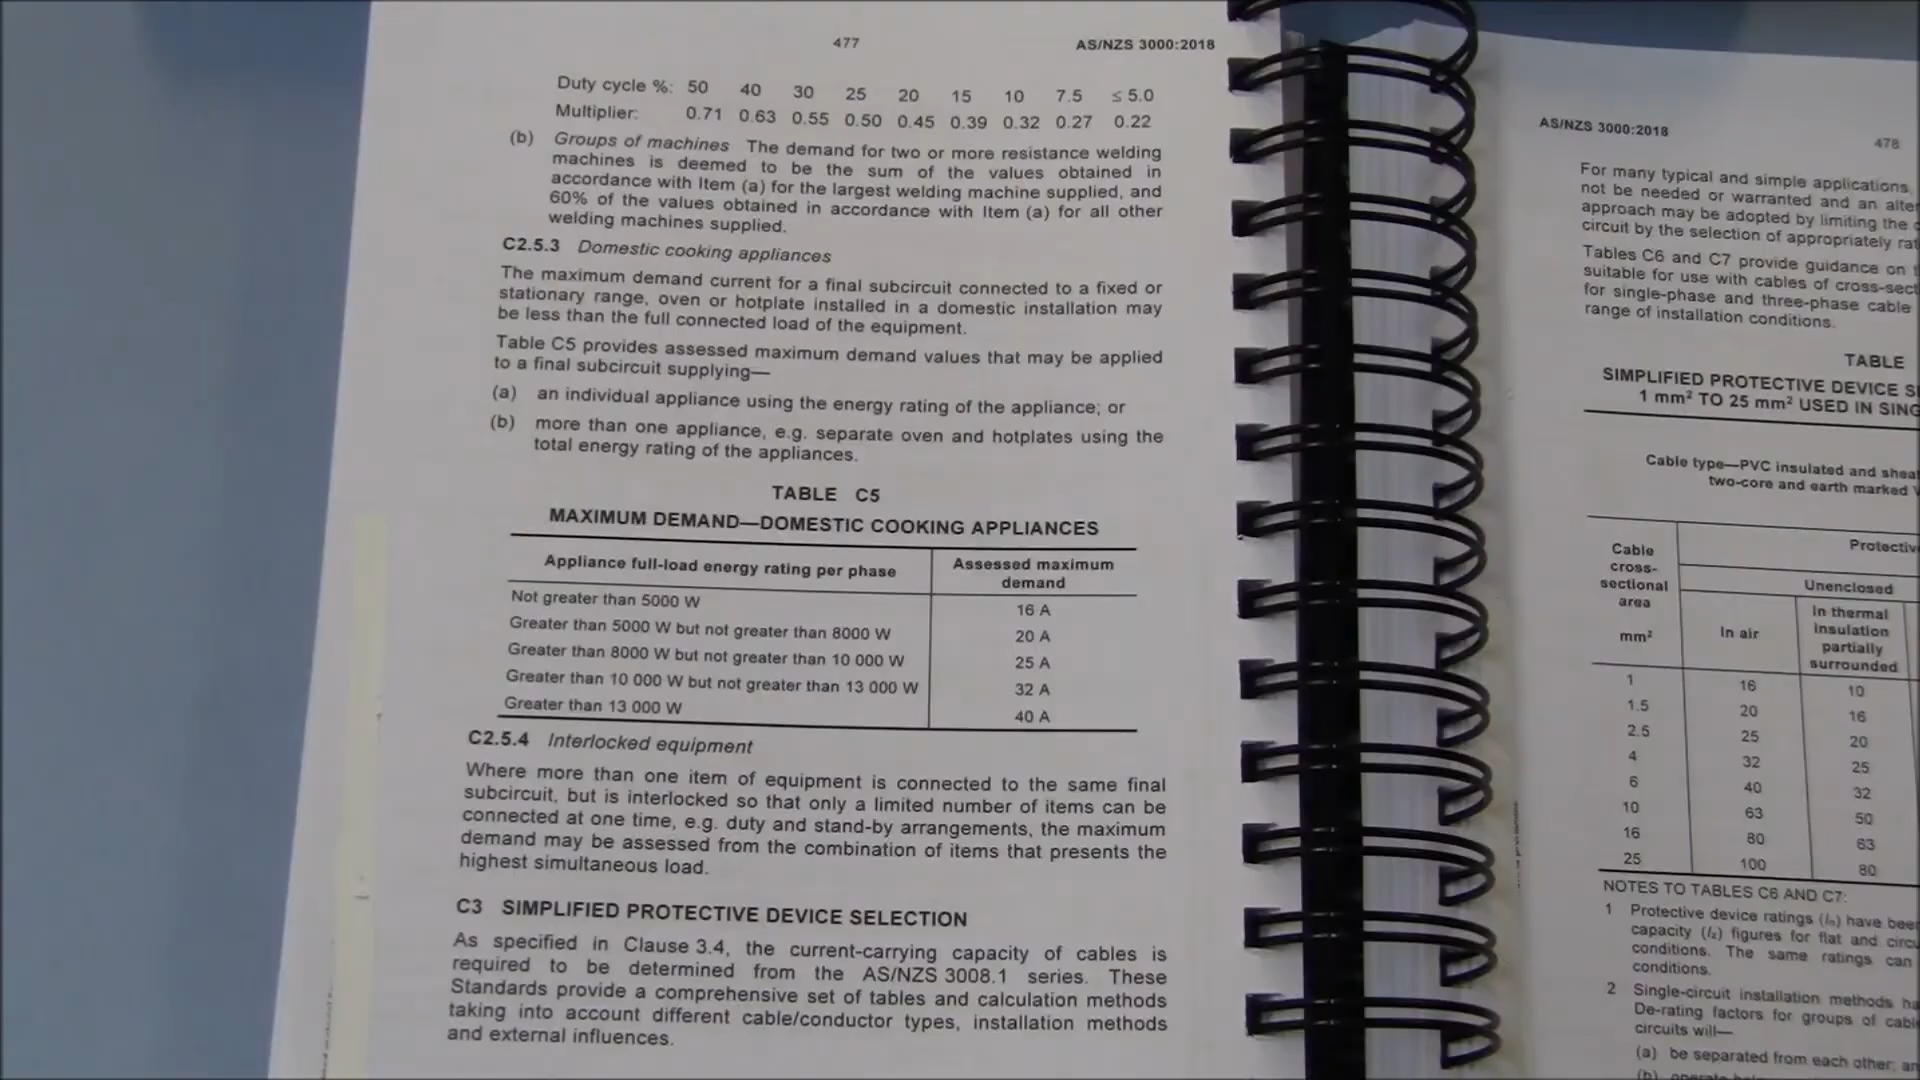 477
AS/NZS 3000:2018
Duty cycle %: 50 40 30 25 20 15 10 7.5 ≤ 5.0
Multiplier: 0.71 0.63 0.55 0.50 0.45 0.39 0.32 0.27 0.22
(b) Groups of machines The demand for two or more resistance welding
machines is deemed to be the sum of the values obtained in
accordance with Item (a) for the largest welding machine supplied, and
60% of the values obtained in accordance with Item (a) for all other
welding machines supplied.
C2.5.3 Domestic cooking appliances
The maximum demand current for a final subcircuit connected to a fixed or
stationary range, oven or hotplate installed in a domestic installation may
be less than the full connected load of the equipment.
Table C5 provides assessed maximum demand values that may be applied
to a final subcircuit supplying—
(a) an individual appliance using the energy rating of the appliance; or
(b) more than one appliance, e.g. separate oven and hotplates using the
total energy rating of the appliances.
TABLE C5
MAXIMUM DEMAND—DOMESTIC COOKING APPLIANCES
Appliance full-load energy rating per phase Assessed maximum
demand
Not greater than 5000 W 16 A
Greater than 5000 W but not greater than 8000 W 20 A
Greater than 8000 W but not greater than 10 000 W 25 A
Greater than 10 000 W but not greater than 13 000 W 32 A
Greater than 13 000 W 40 A
C2.5.4 Interlocked equipment
Where more than one item of equipment is connected to the same final
subcircuit, but is interlocked so that only a limited number of items can be
connected at one time, e.g. duty and stand-by arrangements, the maximum
demand may be assessed from the combination of items that presents the
highest simultaneous load.
C3 SIMPLIFIED PROTECTIVE DEVICE SELECTION
As specified in Clause 3.4, the current-carrying capacity of cables is
required to be determined from the AS/NZS 3008.1 series. These
Standards provide a comprehensive set of tables and calculation methods
taking into account different cable/conductor types, installation methods
and external influences.
AS/NZS 3000:2018
478
For many typical and simple applications,
not be needed or warranted and an
approach may be adopted by limiting the
circuit by the selection of appropriately
Tables C6 and C7 provide guidance on
suitable for use with cables of
for single-phase and three-phase cable
range of installation conditions.
TABLE
SIMPLIFIED PROTECTIVE DEVICE
1 mm² TO 25 mm² USED IN
Cable type—PVC insulated and
two-core and earth marked
Cable
cross-
sectional
area
mm²
Unenclosed
In air
In thermal
insulation
partially
surrounded
1 16 10
1.5 20 16
2.5 25 20
4 32 25
6 40 32
10 63 50
16 80 63
25 100 80
NOTES TO TABLES C6 AND C7:
1 Protective device ratings (In) have
capacity (Iz) figures for flat and
conditions. The same ratings can
conditions.
2 Single-circuit installation methods
De-rating factors for groups of
circuits will—
(a) be separated from each other;